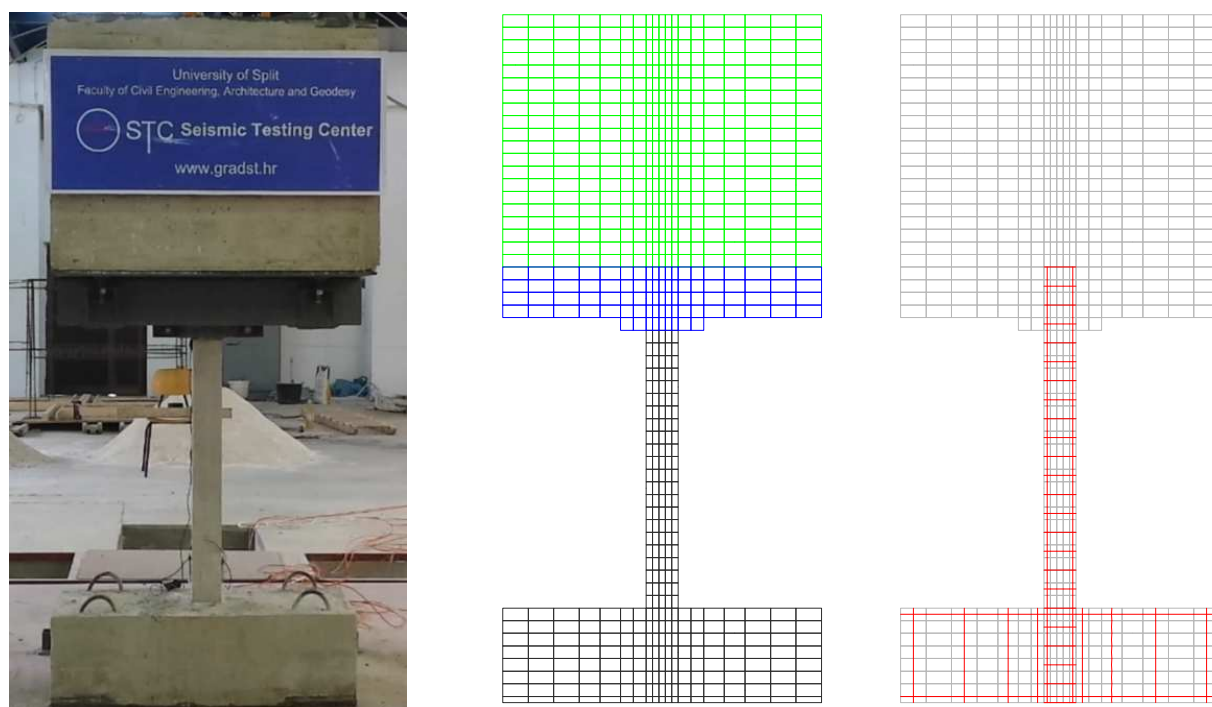 University of Split
Faculty of Civil Engineering, Architecture and Geodesy
STC Seismic Testing Center
www.gradst.hr